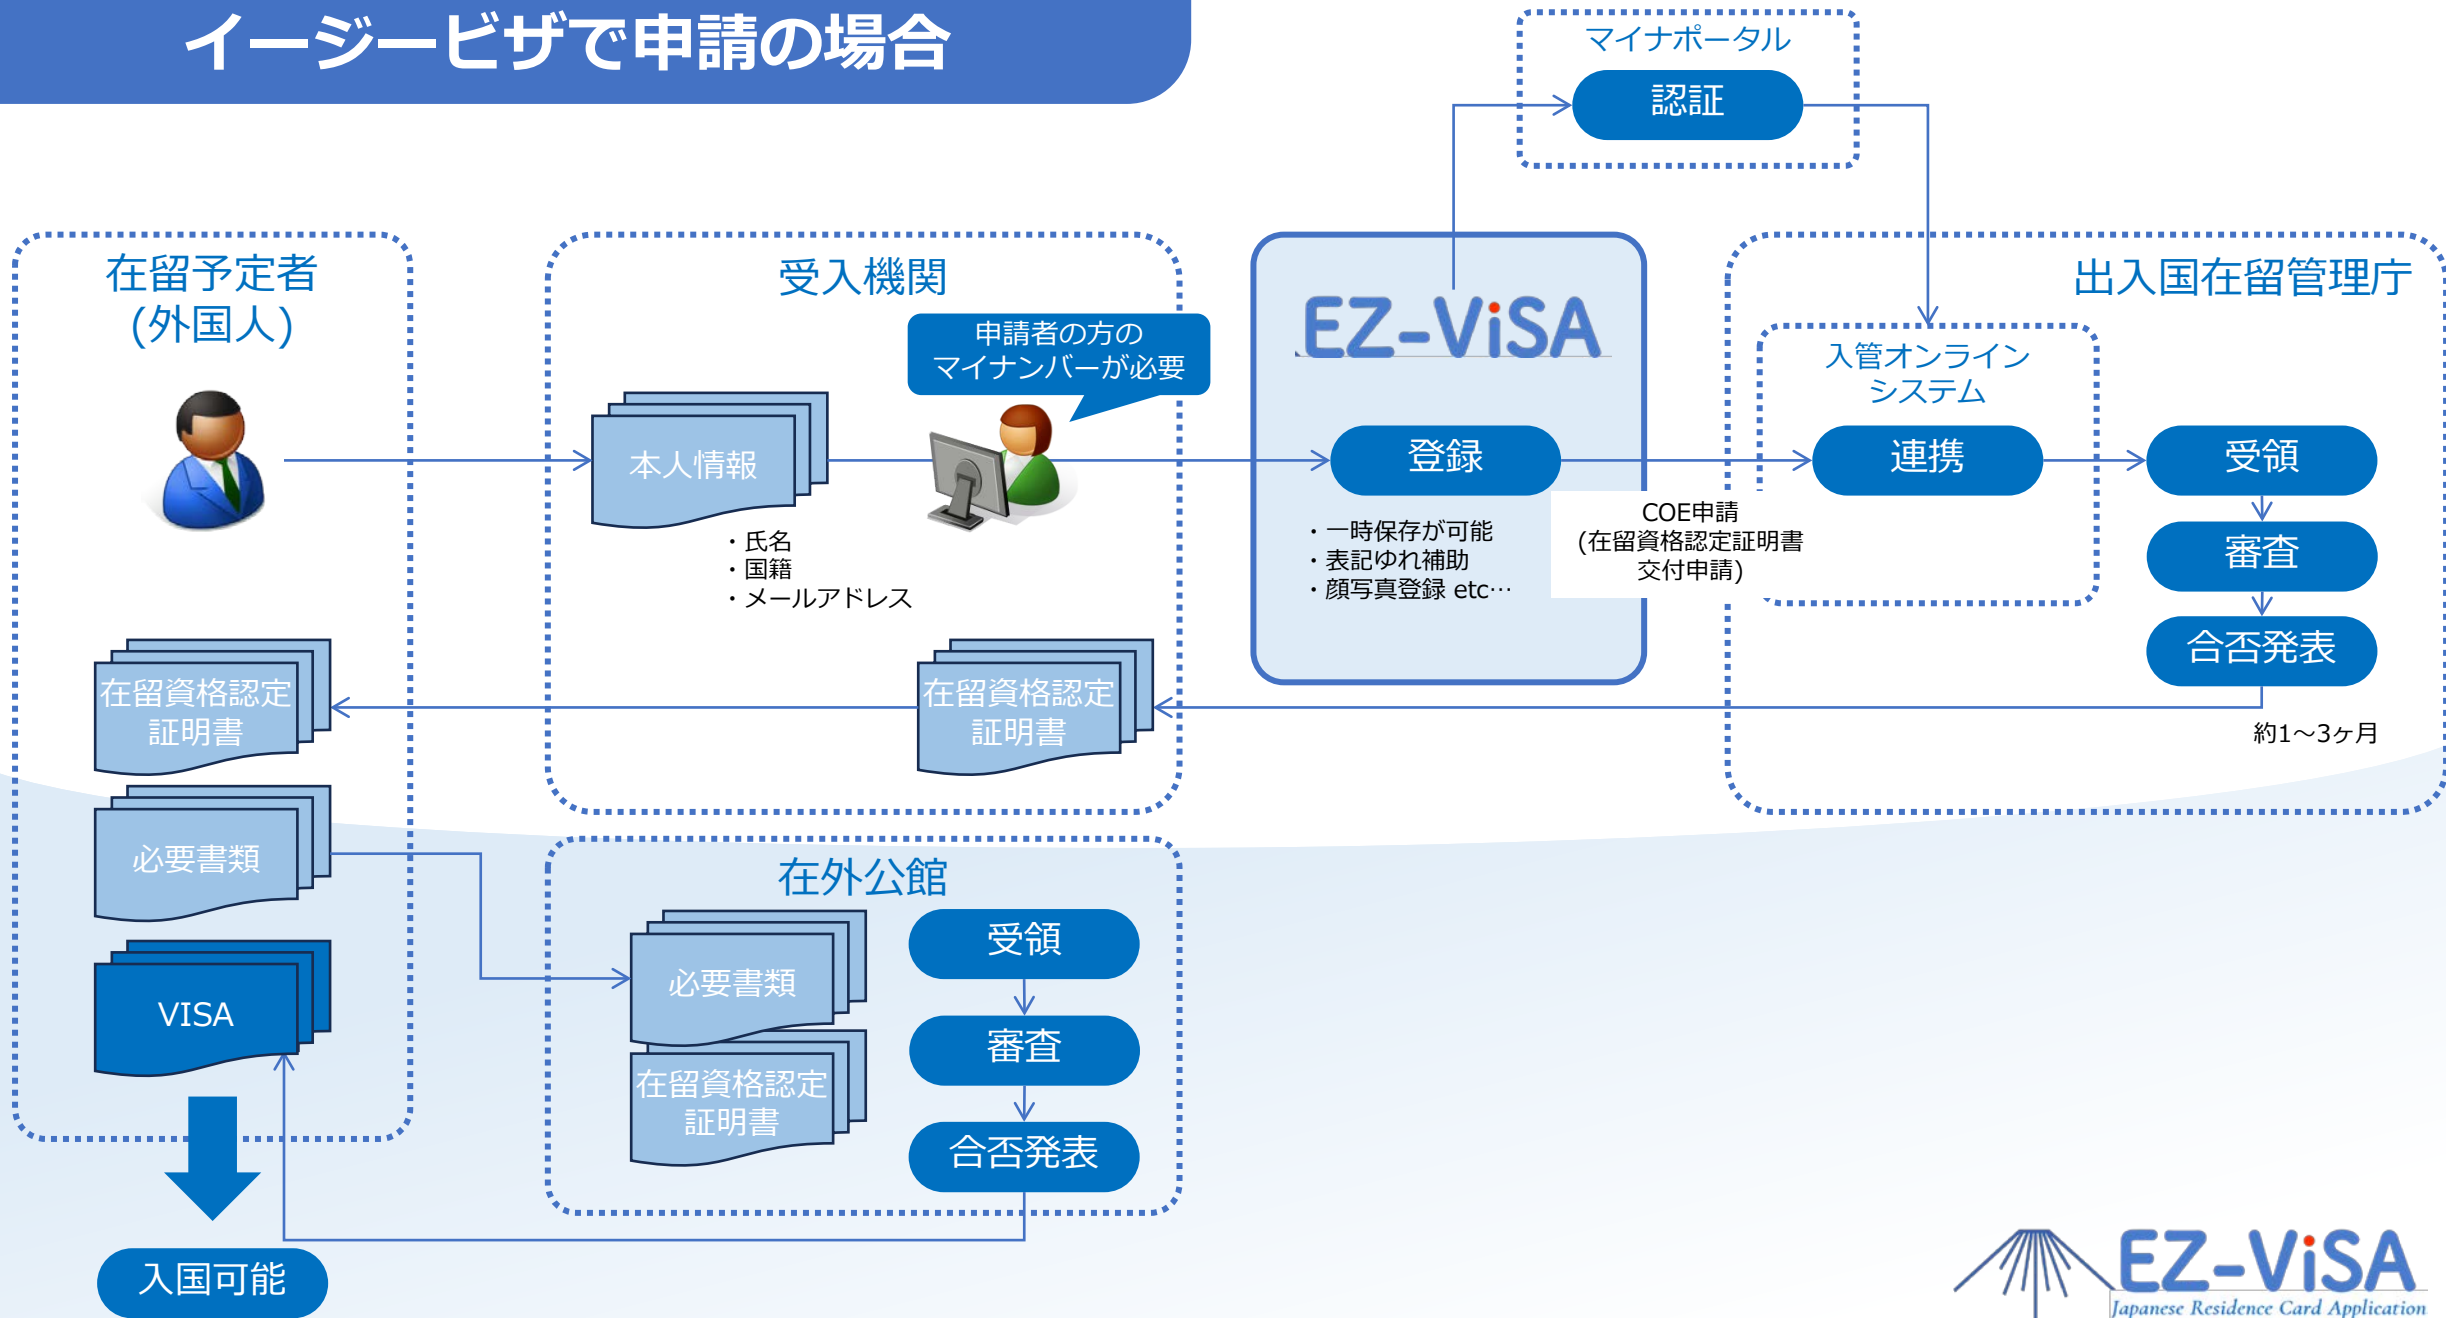 イージービザで申請の場合
マイナポータル
認証
在留予定者
(外国人)
受入機関
申請者の方の
マイナンバーが必要
本人情報
・氏名
・国籍
・メールアドレス
EZ-ViSA
登録
・一時保存が可能
・表記ゆれ補助
・顔写真登録 etc…
COE申請
(在留資格認定証明書
交付申請)
出入国在留管理庁
入管オンライン
システム
連携
受領
審査
合否発表
約1～3ヶ月
在留資格認定
証明書
在留資格認定
証明書
必要書類
VISA
入国可能
在外公館
必要書類
在留資格認定
証明書
受領
審査
合否発表
EZ-ViSA
Japanese Residence Card Application